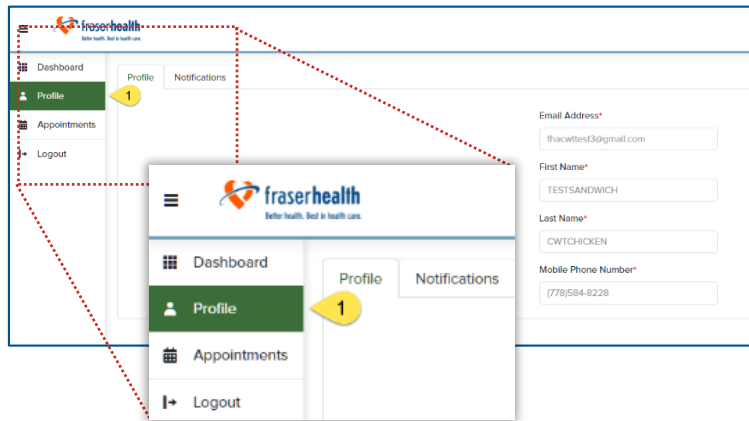 fraserhealth
Better health. Best in health care.
Dashboard
Profile
Appointments
Logout
1
Profile Notifications
Email Address*
fhacwttest3@gmail.com
First Name*
TESTSANDWICH
Last Name*
CWTCHICKEN
Mobile Phone Number*
(778)584-8228
fraserhealth
Better health. Best in health care.
Dashboard
Profile
Appointments
Logout
1
Profile Notifications